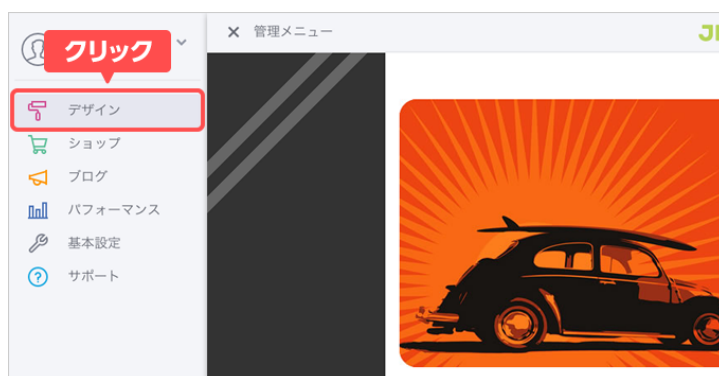 クリック
× 管理メニュー
デザイン
ショップ
ブログ
パフォーマンス
基本設定
サポート